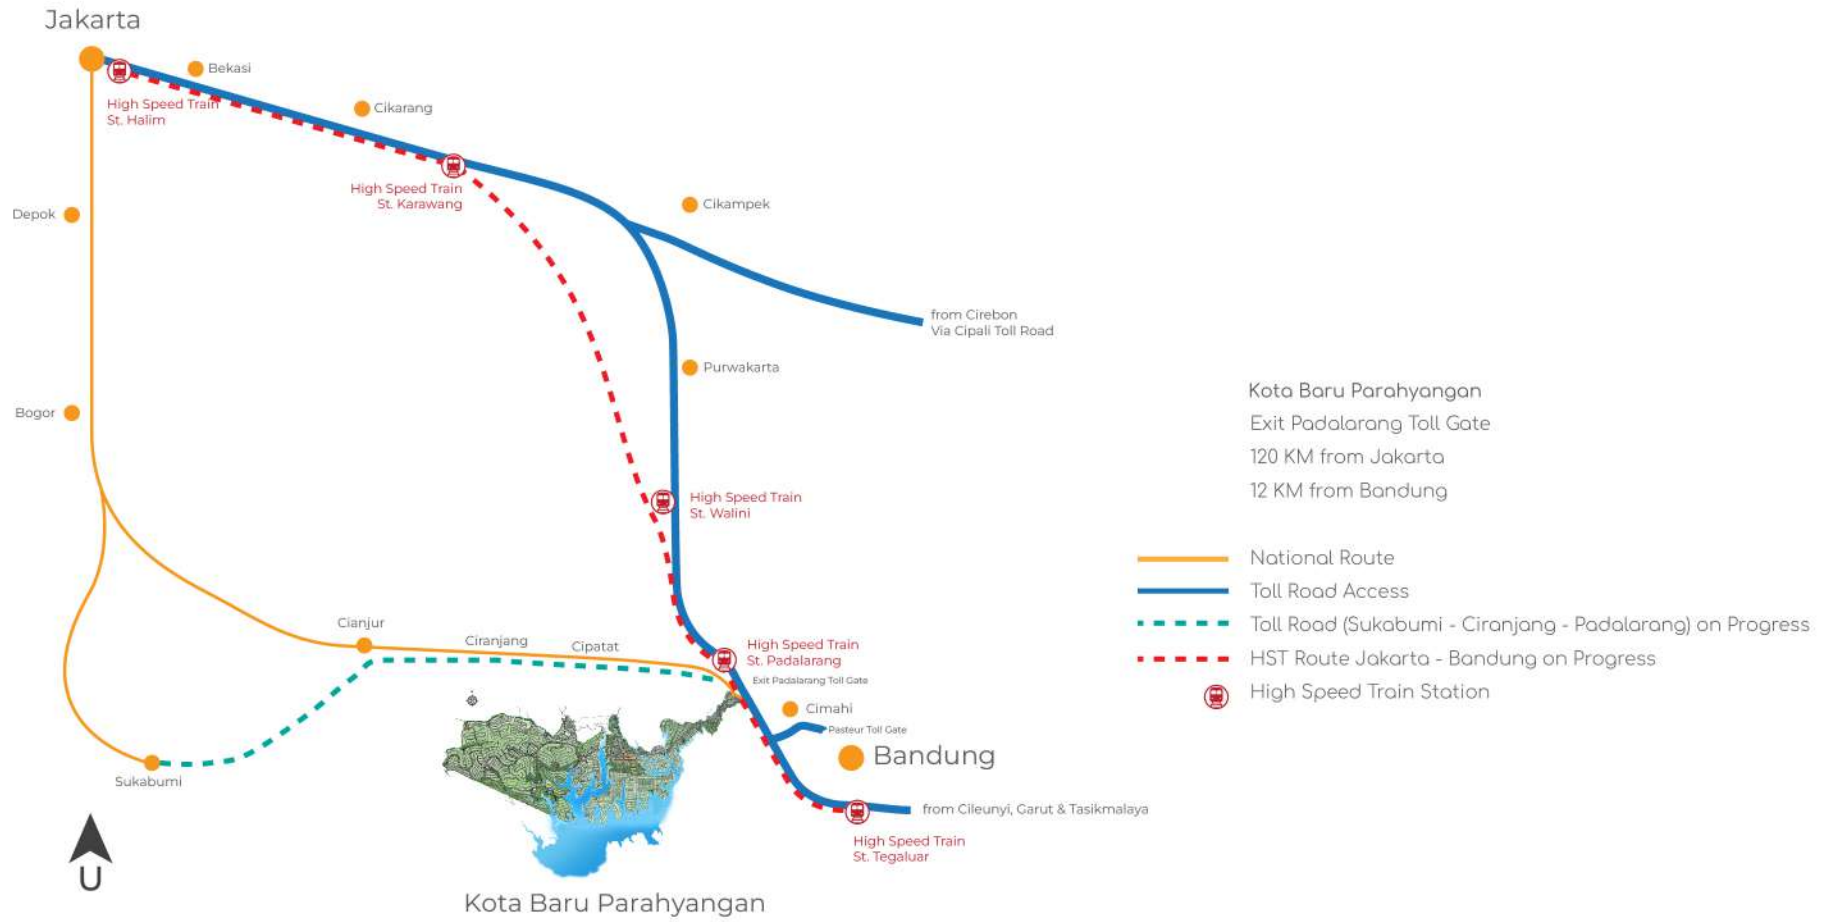 Jakarta
Bekasi
High Speed Train
St. Halim
Cikarang
High Speed Train
St. Karawang
Depok
Cikampek
from Cirebon
Via Cipali Toll Road
Purwakarta
Bogor
High Speed Train
St. Walini
Kota Baru Parahyangan
Exit Padalarang Toll Gate
120 KM from Jakarta
12 KM from Bandung
National Route
Toll Road Access
Toll Road (Sukabumi - Ciranjang - Padalarang) on Progress
HST Route Jakarta - Bandung on Progress
High Speed Train Station
Cianjur
Ciranjang
Cipatat
High Speed Train
St. Padalarang
Exit Padalarang Toll Gate
Cimahi
Pasteur Toll Gate
Bandung
Sukabumi
from Cileunyi, Garut & Tasikmalaya
High Speed Train
St. Tegaluar
U
Kota Baru Parahyangan